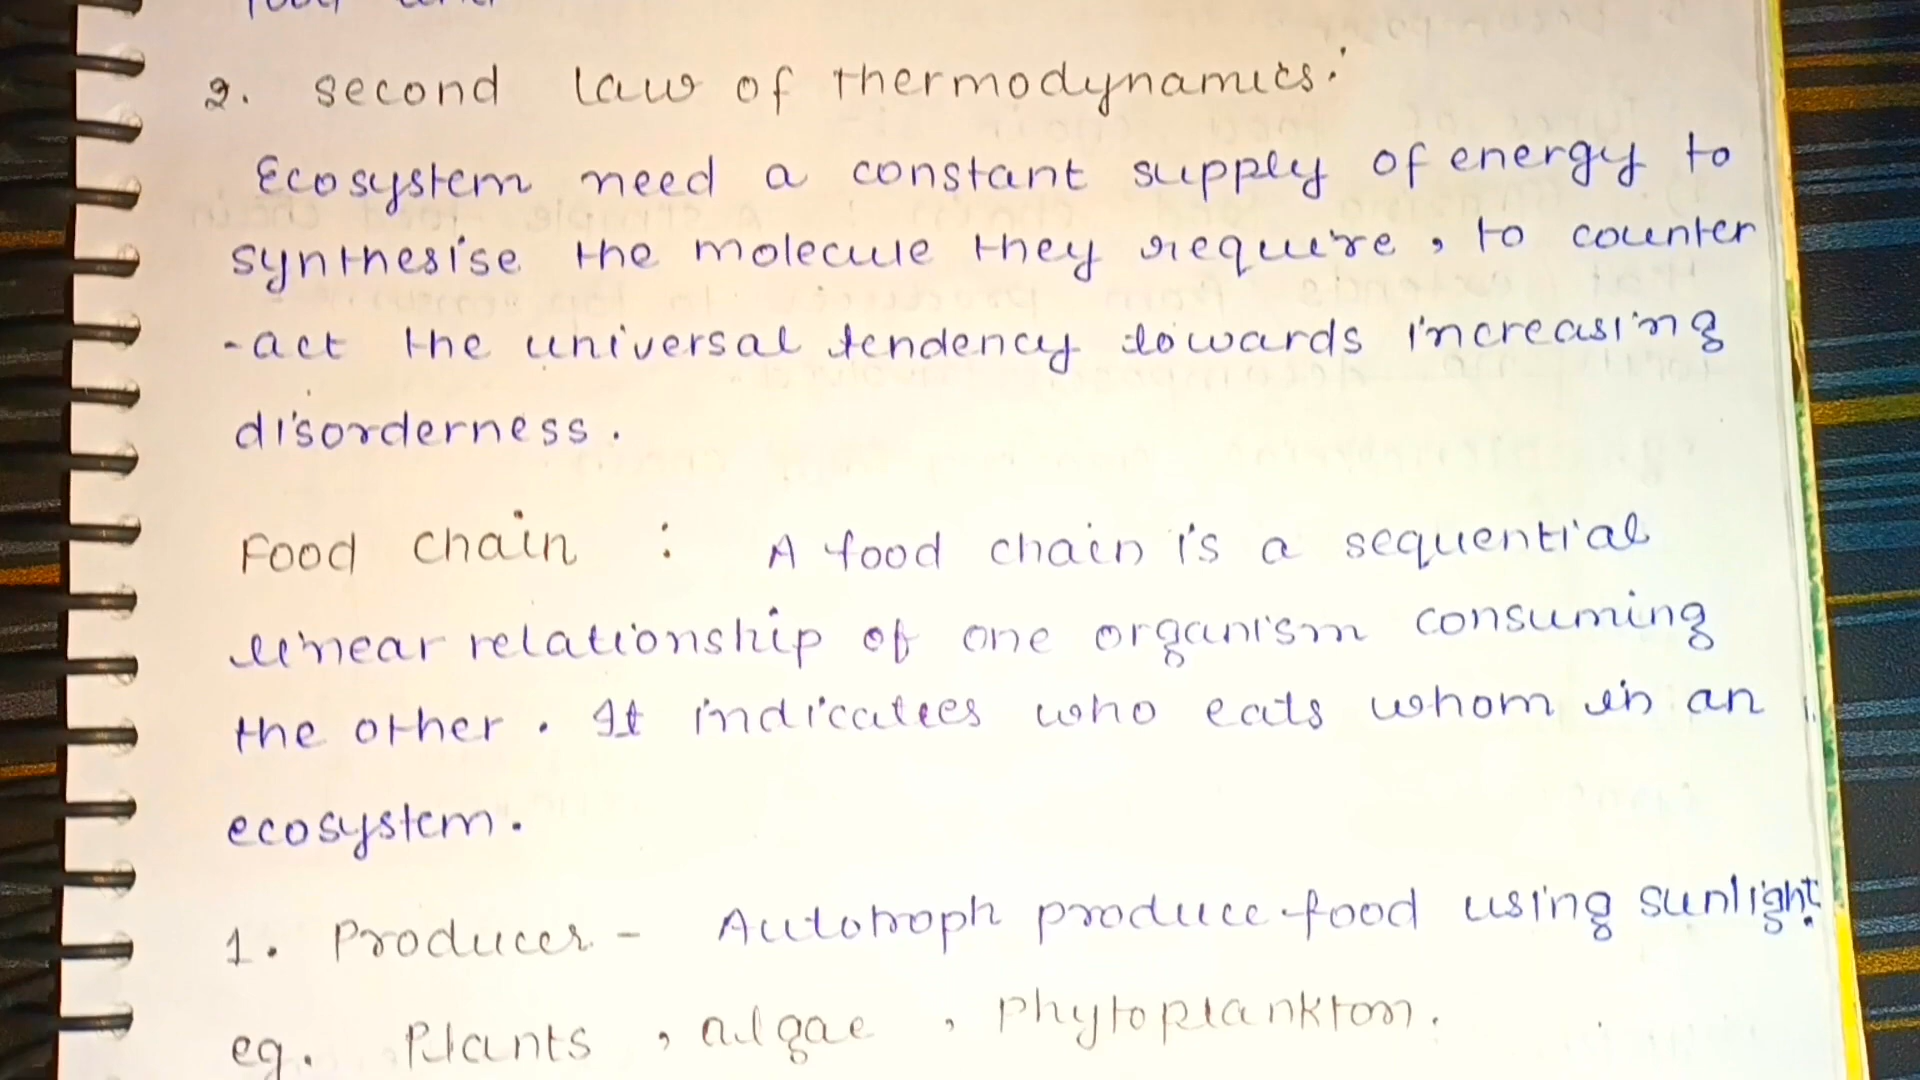 2. second law of thermodynamics:
Ecosystem need a constant supply of energy to
synthesise the molecule they require, to counter
-act the universal tendency towards increasing
disorderness.
Food chain : A food chain is a sequential
linear relationship of one organism consuming
the other. It indicates who eats whom in an
ecosystem.
1. Producer - Autotroph produce food using sunlight.
eg. Plants, algae, phytoplankton.